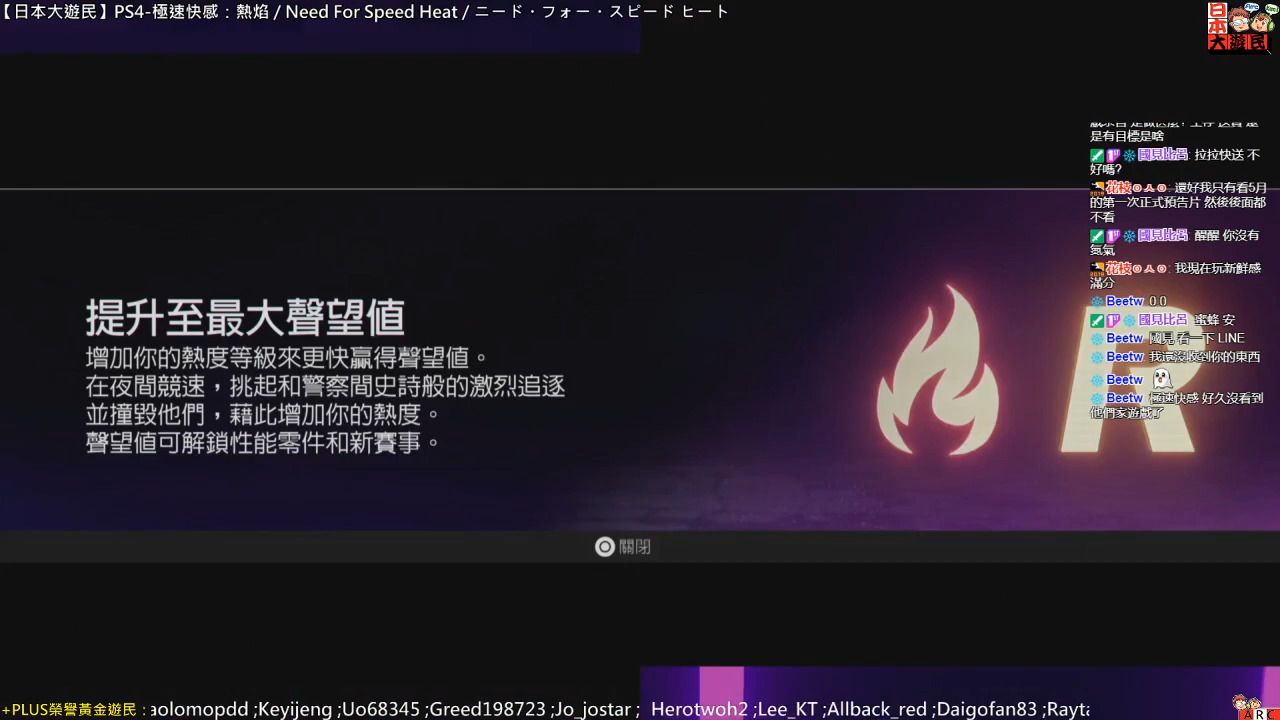 【日本大遊民】PS4-極速快感：熱焰 / Need For Speed Heat / ニード・フォー・スピード ヒート
日本
大遊民
是有目標是啥
國見比呂: 拉拉快送 不
好嗎?
花枝⊙人⊙: 還好我只有看5月
的第一次正式預告片 然後後面都
不看
國見比呂: 醒醒 你沒有
氮氣
花枝⊙人⊙: 我現在玩新鮮感
滿分
Beetw 0 0
國見比呂: 蜜蜂 安
Beetw 國見 看一下 LINE
Beetw 我還沒收到你的東西
Beetw
Beetw 極速快感 好久沒看到
他們家遊戲了
提升至最大聲望值
增加你的熱度等級來更快贏得聲望值。
在夜間競速，挑起和警察間史詩般的激烈追逐
並撞毀他們，藉此增加你的熱度。
聲望值可解鎖性能零件和新賽事。
R
關閉
+PLUS榮譽黃金遊民：aolomopdd ;Keyijeng ;Uo68345 ;Greed198723 ;Jo_jostar ; Herotwoh2 ;Lee_KT ;Allback_red ;Daigofan83 ;Rayta